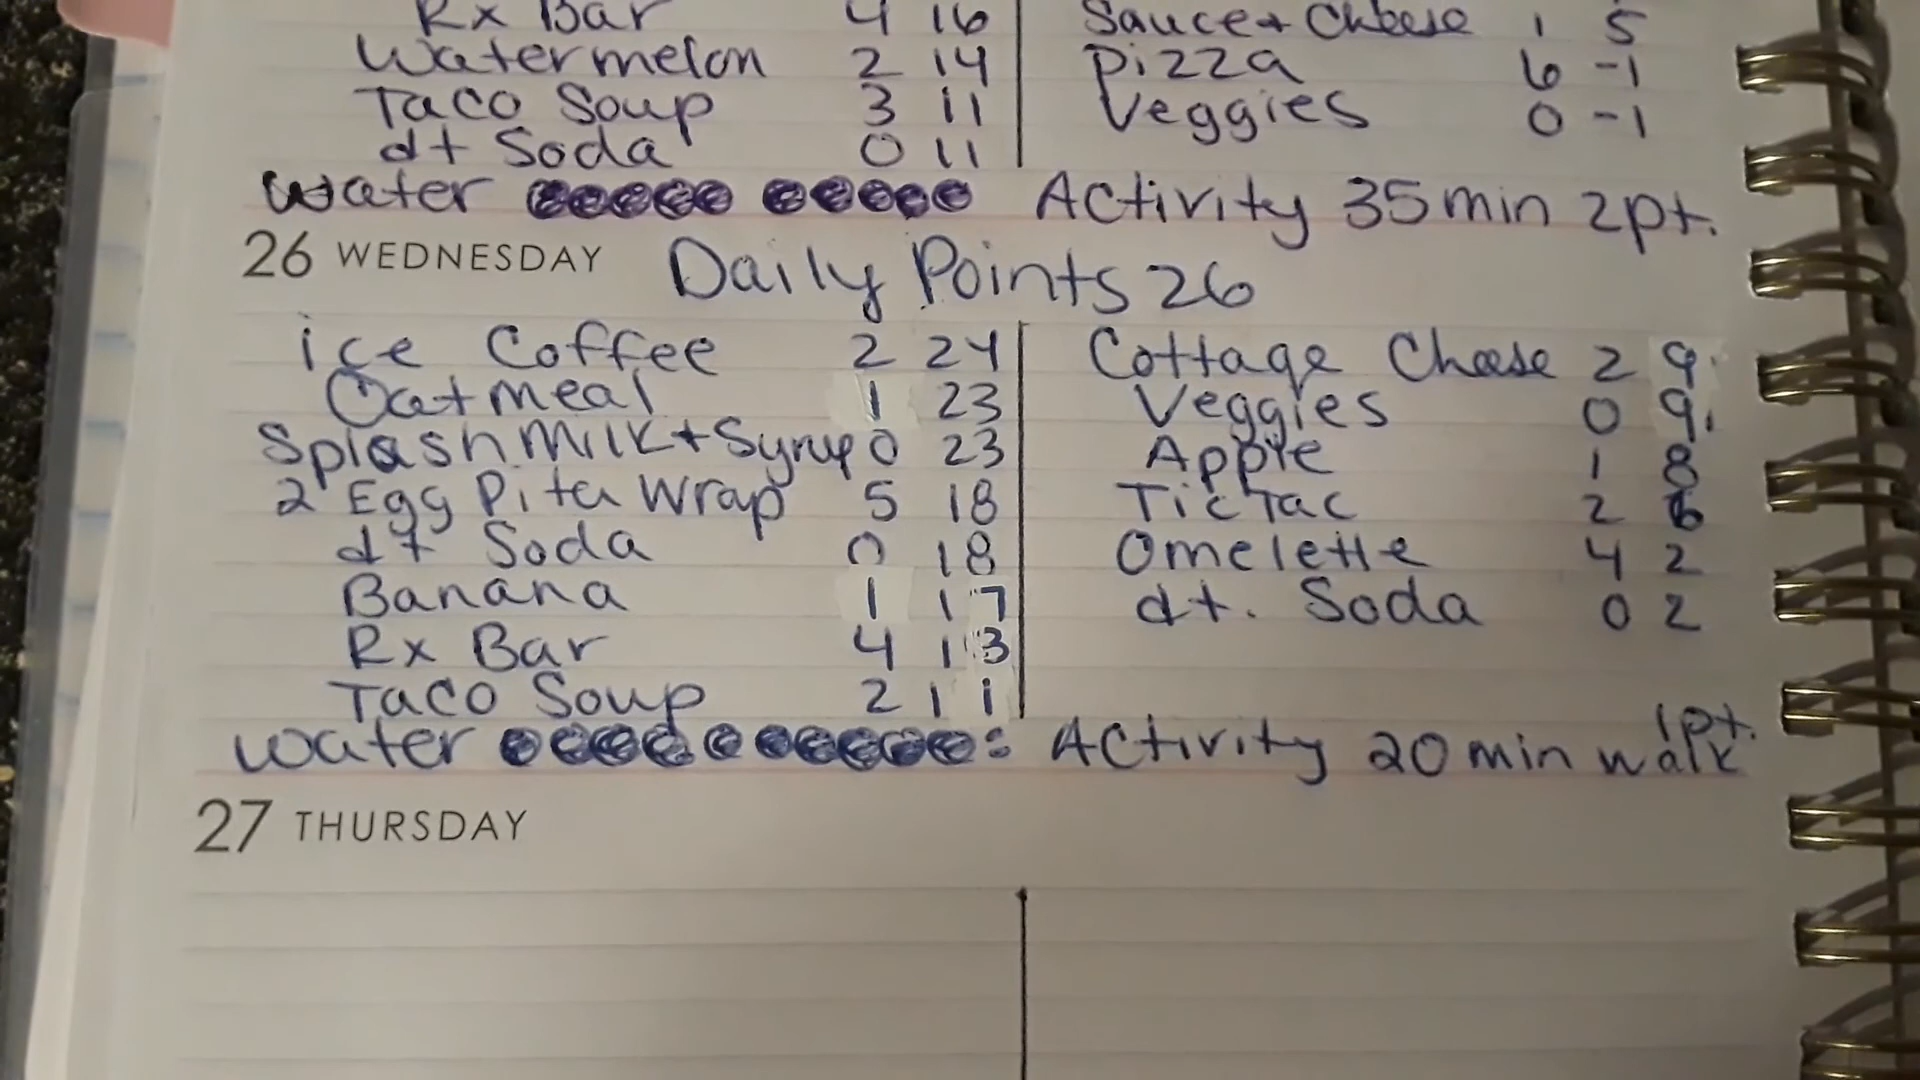 Rx Bar 4 16
Watermelon 2 14
Taco Soup 3 11
dt Soda 0 11
Sauce + Cheese 1 5
Pizza 6 -1
Veggies 0 -1
Water Activity 35 min 2pt.
26 WEDNESDAY Daily Points 26
ice Coffee 2 24
Oatmeal 1 23
Splash Milk + Syrup 0 23
2 Egg Pita Wrap 5 18
dt Soda 0 18
Banana 1 17
Rx Bar 4 13
Taco Soup 2 11
Cottage Cheese 2 9
Veggies 0 9
Apple 1 8
Tic Tac 2 6
Omelette 4 2
dt. Soda 0 2
Water Activity 20 min walk 1pt.
27 THURSDAY